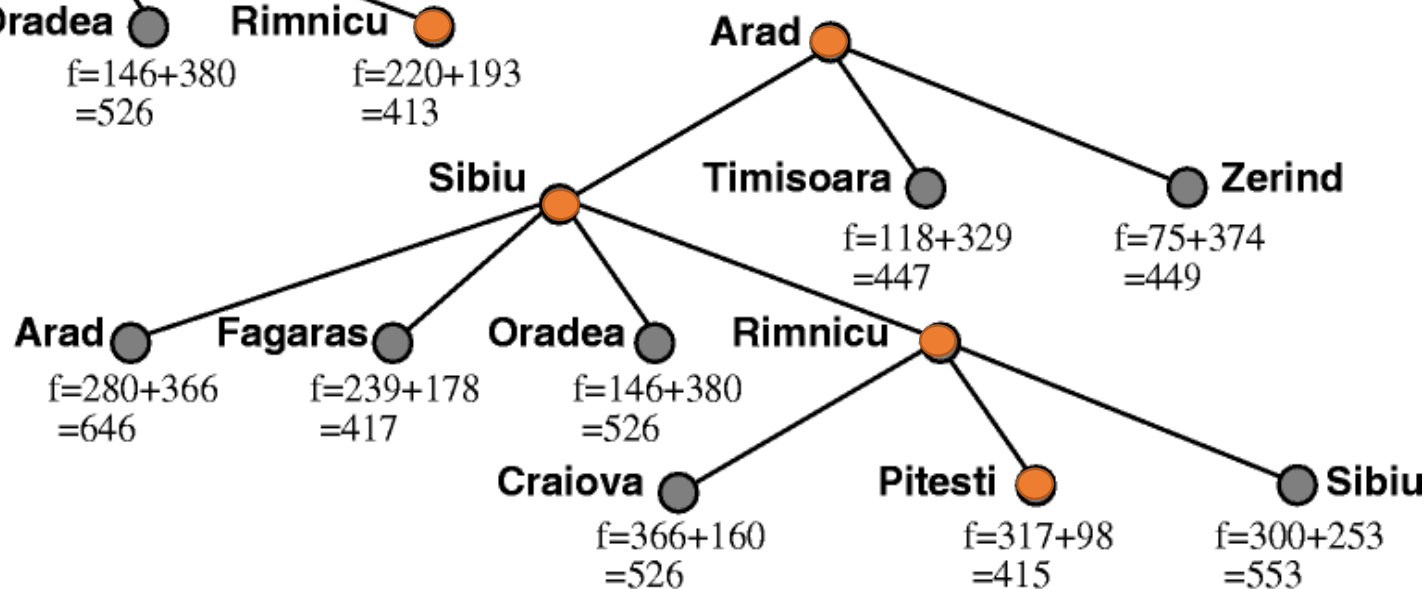 Rimnicu
f=146+380
=526
f=220+193
=413
Arad
Sibiu
Timisoara
Zerind
f=118+329
=447
f=75+374
=449
Arad
Fagaras
Oradea
Rimnicu
f=280+366
=646
f=239+178
=417
f=146+380
=526
Craiova
Pitesti
Sibiu
f=366+160
=526
f=317+98
=415
f=300+253
=553